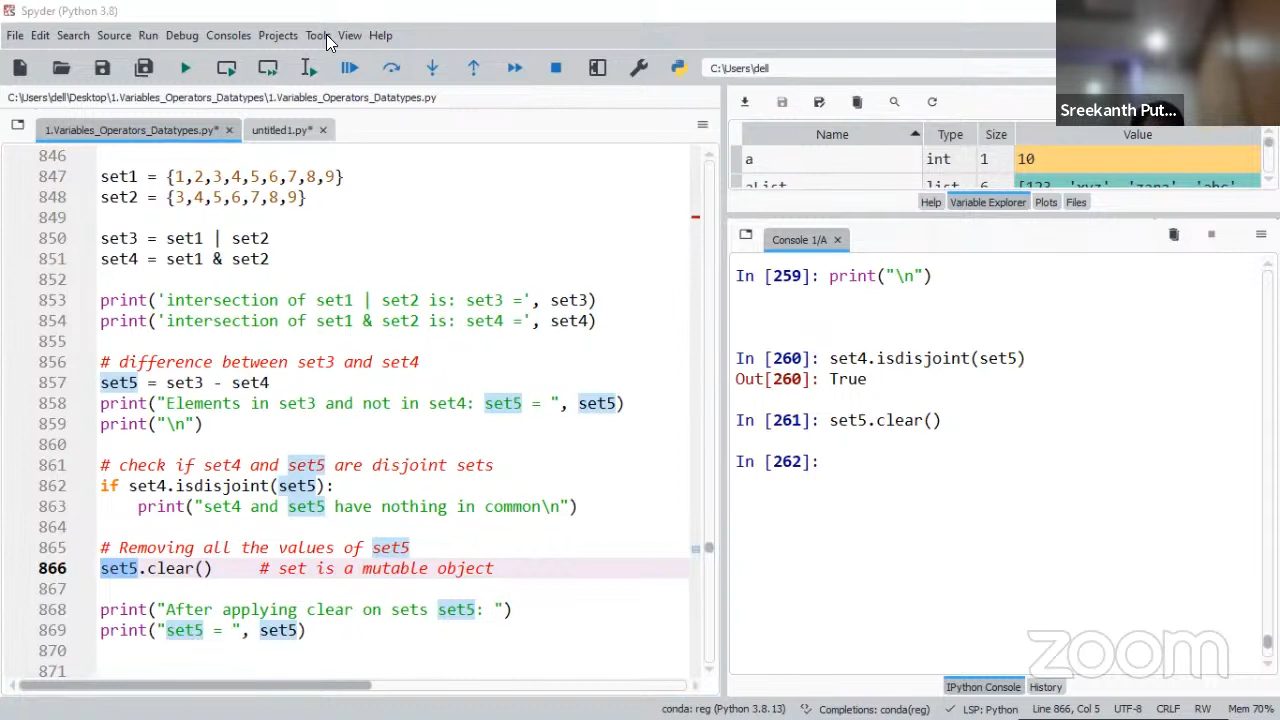 Spyder (Python 3.8)
File Edit Search Source Run Debug Consoles Projects Tools View Help
C:\Users\dell
C:\Users\dell\Desktop\1.Variables_Operators_Datatypes\1.Variables_Operators_Datatypes.py
Sreekanth Put...
1.Variables_Operators_Datatypes.py* untitled1.py*
846
847 set1 = {1,2,3,4,5,6,7,8,9}
848 set2 = {3,4,5,6,7,8,9}
849
850 set3 = set1 | set2
851 set4 = set1 & set2
852
853 print('intersection of set1 | set2 is: set3 =', set3)
854 print('intersection of set1 & set2 is: set4 =', set4)
855
856 # difference between set3 and set4
857 set5 = set3 - set4
858 print("Elements in set3 and not in set4: set5 = ", set5)
859 print("\n")
860
861 # check if set4 and set5 are disjoint sets
862 if set4.isdisjoint(set5):
863 print("set4 and set5 have nothing in common\n")
864
865 # Removing all the values of set5
866 set5.clear() # set is a mutable object
867
868 print("After applying clear on sets set5: ")
869 print("set5 = ", set5)
870
871
Name Type Size Value
a int 1 10
aList list 6 [123, 'xyz', 'zara', 'abc',
Help Variable Explorer Plots Files
Console 1/A
In [259]: print("\n")
In [260]: set4.isdisjoint(set5)
Out[260]: True
In [261]: set5.clear()
In [262]:
zoom
IPython Console History
conda: reg (Python 3.8.13) Completions: conda(reg) LSP: Python Line 866, Col 5 UTF-8 CRLF RW Mem 70%